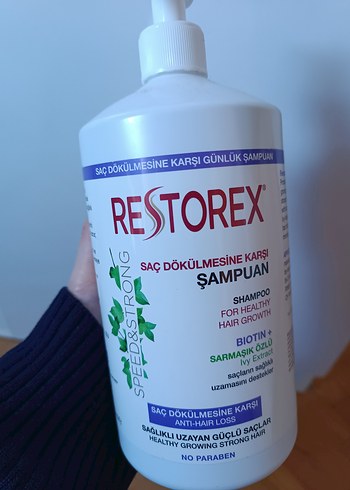 SAÇ DÖKÜLMESİNE KARŞI GÜNLÜK ŞAMPUAN
RESTOREX®
SAÇ DÖKÜLMESİNE KARŞI
ŞAMPUAN
SPEED&STRONG
SHAMPOO
FOR HEALTHY
HAIR GROWTH
BIOTIN +
SARMAŞIK ÖZLÜ
Ivy Extract
saçların sağlıklı
uzamasını destekler
SAÇ DÖKÜLMESİNE KARŞI
ANTI-HAIR LOSS
SAĞLIKLI UZAYAN GÜÇLÜ SAÇLAR
HEALTHY GROWING STRONG HAIR
NO PARABEN